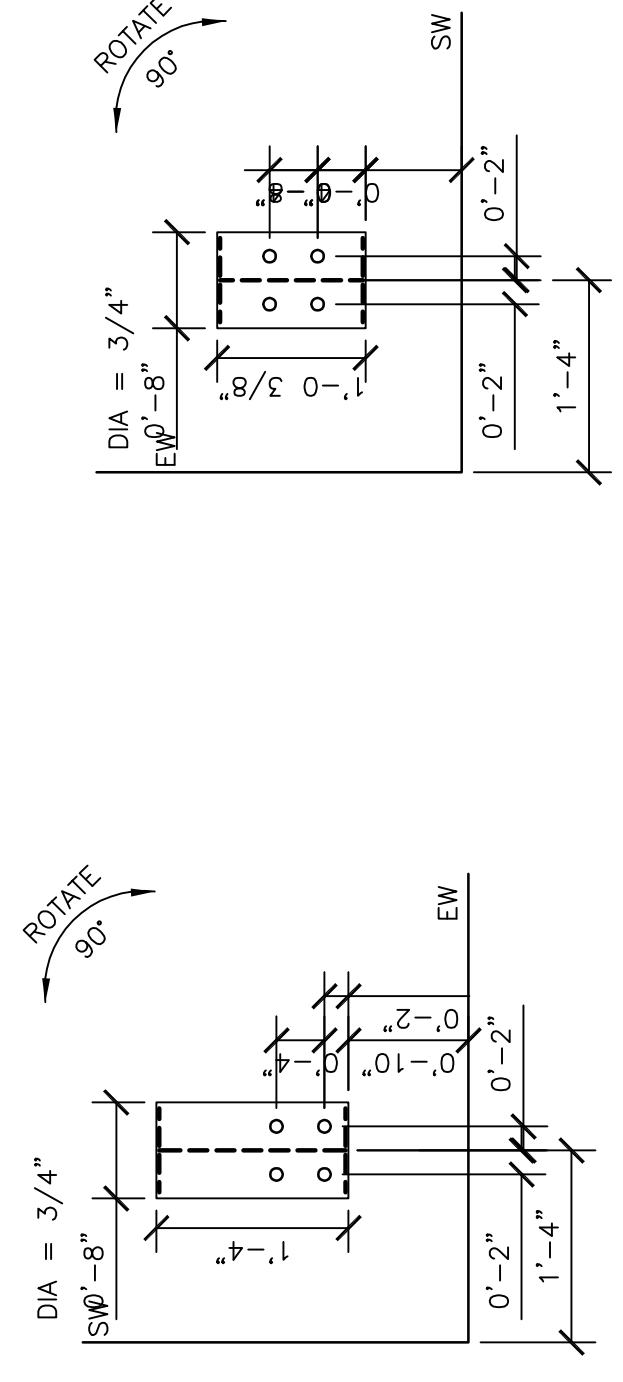 ROTATE
90°
SW
0'-2"
DIA = 3/4"
0'-8"
EW
1'-0 3/8"
0'-2"
1'-4"
ROTATE
90°
EW
0'-2"
0'-4"
0'-10"
0'-2"
DIA = 3/4"
0'-8"
SW
1'-4"
0'-2"
1'-4"